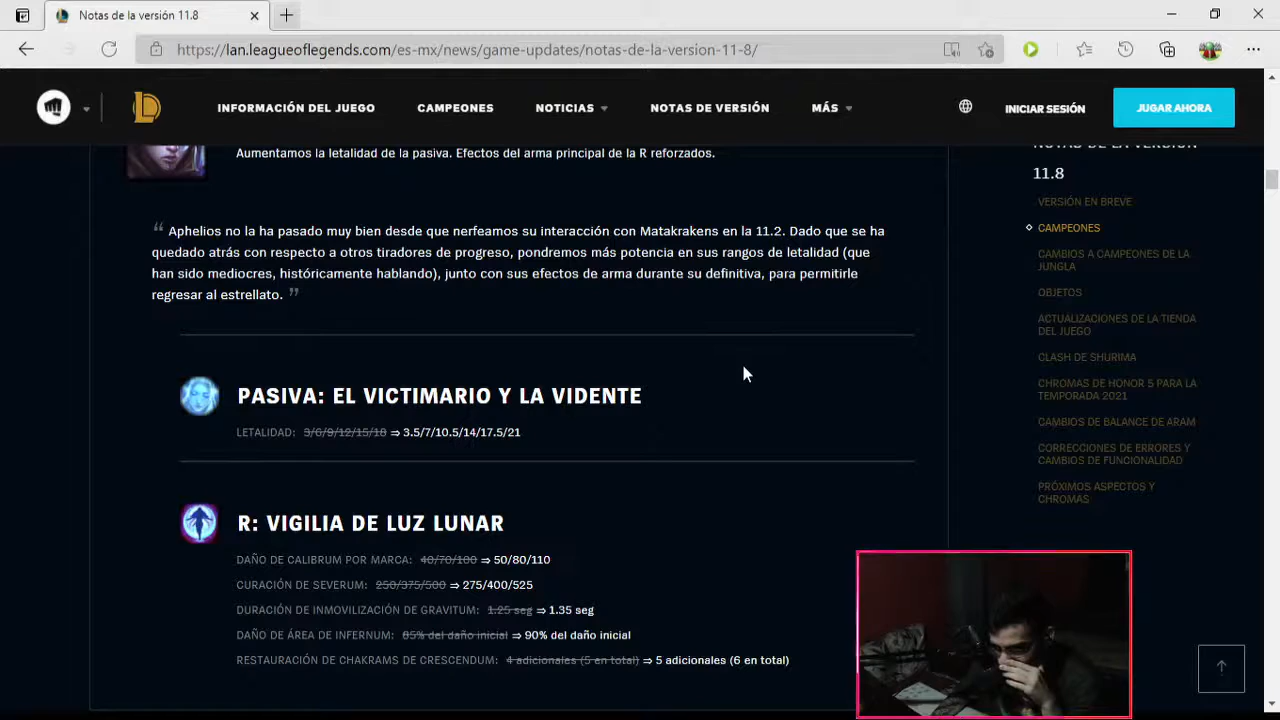 Notas de la versión 11.8
https://lan.leagueoflegends.com/es-mx/news/game-updates/notas-de-la-version-11-8/
INFORMACIÓN DEL JUEGO
CAMPEONES
NOTICIAS
NOTAS DE VERSIÓN
MÁS
INICIAR SESIÓN
JUGAR AHORA
Aumentamos la letalidad de la pasiva. Efectos del arma principal de la R reforzados.
“ Aphelios no la ha pasado muy bien desde que nerfeamos su interacción con Matakrakens en la 11.2. Dado que se ha
quedado atrás con respecto a otros tiradores de progreso, pondremos más potencia en sus rangos de letalidad (que
han sido mediocres, históricamente hablando), junto con sus efectos de arma durante su definitiva, para permitirle
regresar al estrellato. ”
PASIVA: EL VICTIMARIO Y LA VIDENTE
LETALIDAD: 3/6/9/12/15/18 ⇒ 3.5/7/10.5/14/17.5/21
R: VIGILIA DE LUZ LUNAR
DAÑO DE CALIBRUM POR MARCA: 40/70/100 ⇒ 50/80/110
CURACIÓN DE SEVERUM: 250/375/500 ⇒ 275/400/525
DURACIÓN DE INMOVILIZACIÓN DE GRAVITUM: 1.25 seg ⇒ 1.35 seg
DAÑO DE ÁREA DE INFERNUM: 85% del daño inicial ⇒ 90% del daño inicial
RESTAURACIÓN DE CHAKRAMS DE CRESCENDUM: 4 adicionales (5 en total) ⇒ 5 adicionales (6 en total)
NOTAS DE LA VERSIÓN
11.8
VERSIÓN EN BREVE
CAMPEONES
CAMBIOS A CAMPEONES DE LA
JUNGLA
OBJETOS
ACTUALIZACIONES DE LA TIENDA
DEL JUEGO
CLASH DE SHURIMA
CHROMAS DE HONOR 5 PARA LA
TEMPORADA 2021
CAMBIOS DE BALANCE DE ARAM
CORRECCIONES DE ERRORES Y
CAMBIOS DE FUNCIONALIDAD
PRÓXIMOS ASPECTOS Y
CHROMAS